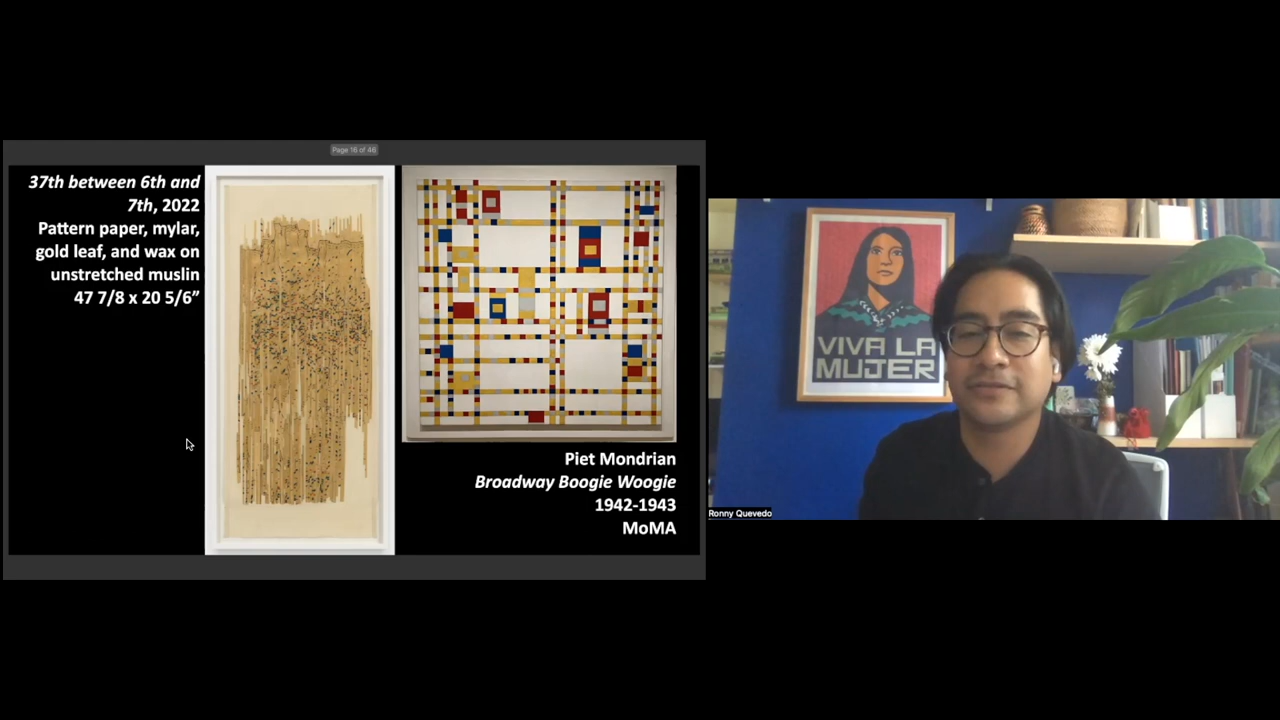 Page 16 of 46
37th between 6th and
7th, 2022
Pattern paper, mylar,
gold leaf, and wax on
unstretched muslin
47 7/8 x 20 5/6”
Piet Mondrian
Broadway Boogie Woogie
1942-1943
MoMA
VIVA LA
MUJER
Ronny Quevedo